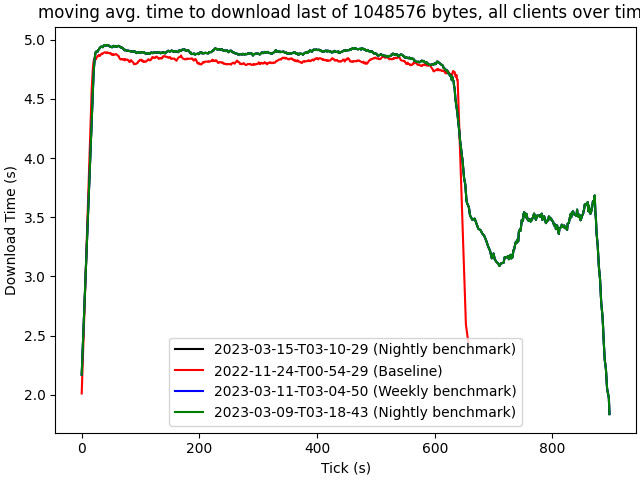 moving avg. time to download last of 1048576 bytes, all clients over tim
5.0
4.5
4.0
3.5
3.0
2.5
2.0
Download Time (s)
2023-03-15-T03-10-29 (Nightly benchmark)
2022-11-24-T00-54-29 (Baseline)
2023-03-11-T03-04-50 (Weekly benchmark)
2023-03-09-T03-18-43 (Nightly benchmark)
0
200
400
600
800
Tick (s)